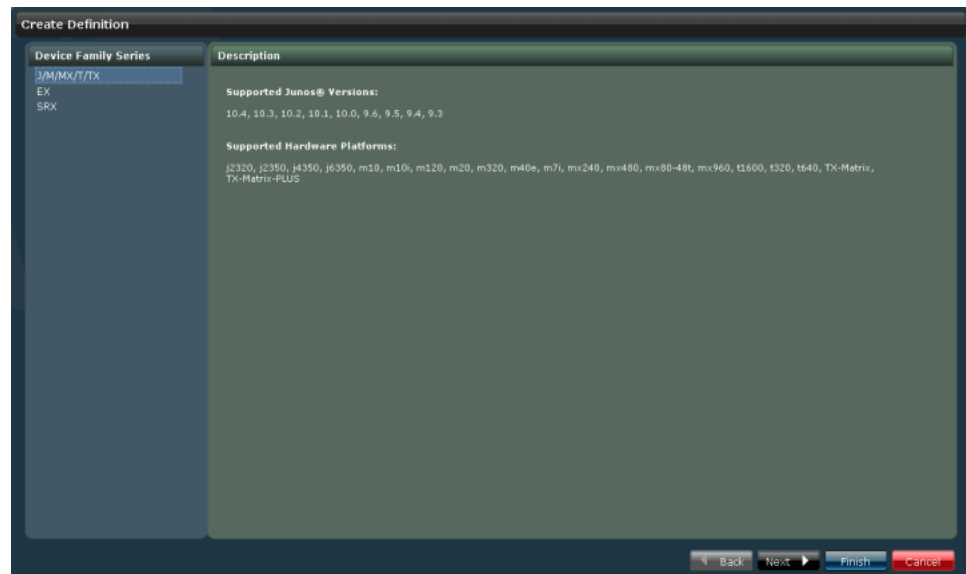 Create Definition
Device Family Series
J/M/MX/T/TX
EX
SRX
Description
Supported Junos® Versions:
10.4, 10.3, 10.2, 10.1, 10.0, 9.6, 9.5, 9.4, 9.3
Supported Hardware Platforms:
j2320, j2350, j4350, j6350, m10, m10i, m120, m20, m320, m40e, m7i, mx240, mx480, mx80-48t, mx960, t1600, t320, t640, TX-Matrix,
TX-Matrix-PLUS
Back Next Finish Cancel